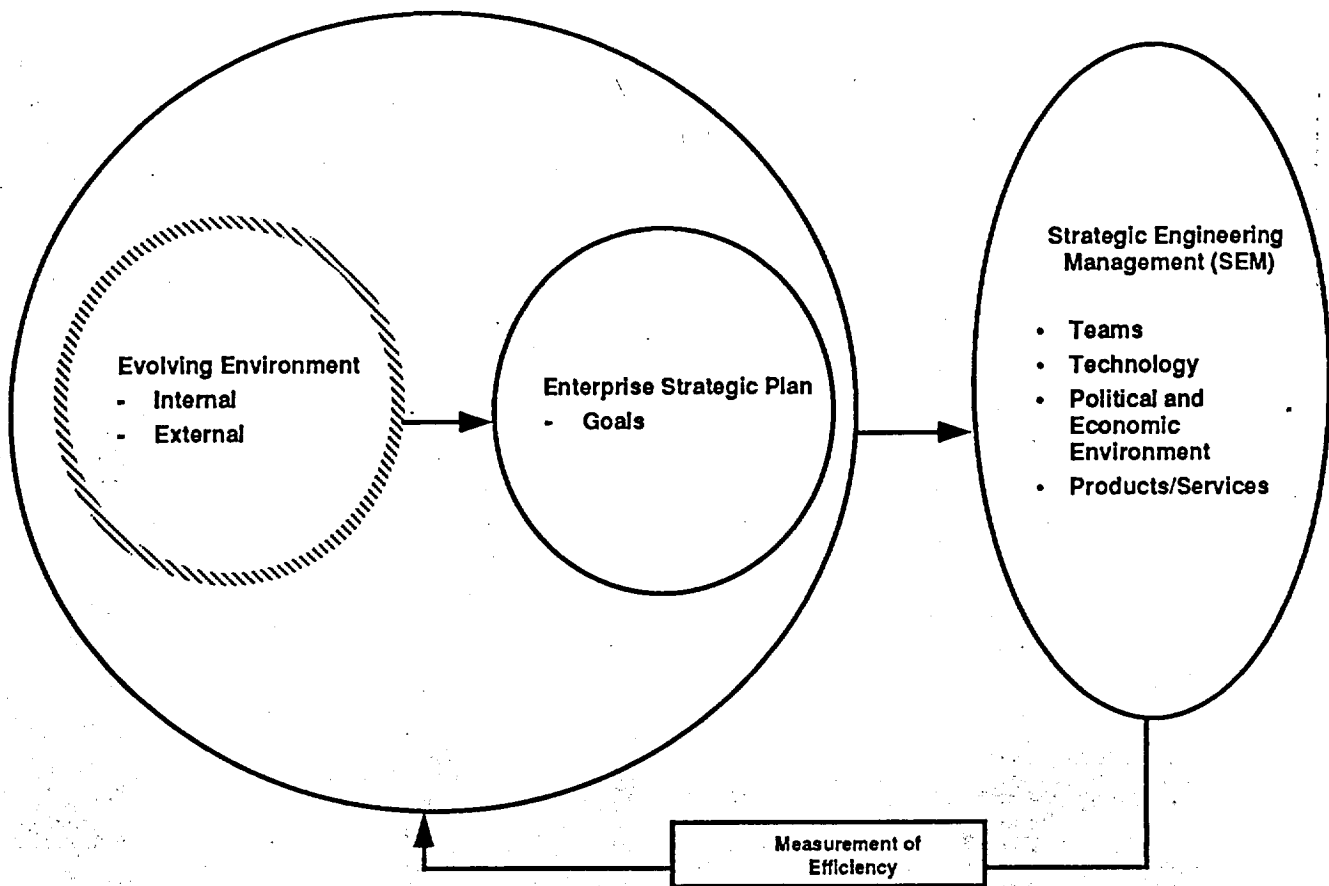 Evolving Environment
- Internal
- External
Enterprise Strategic Plan
- Goals
Strategic Engineering
Management (SEM)
• Teams
• Technology
• Political and
Economic
Environment
• Products/Services
Measurement of
Efficiency